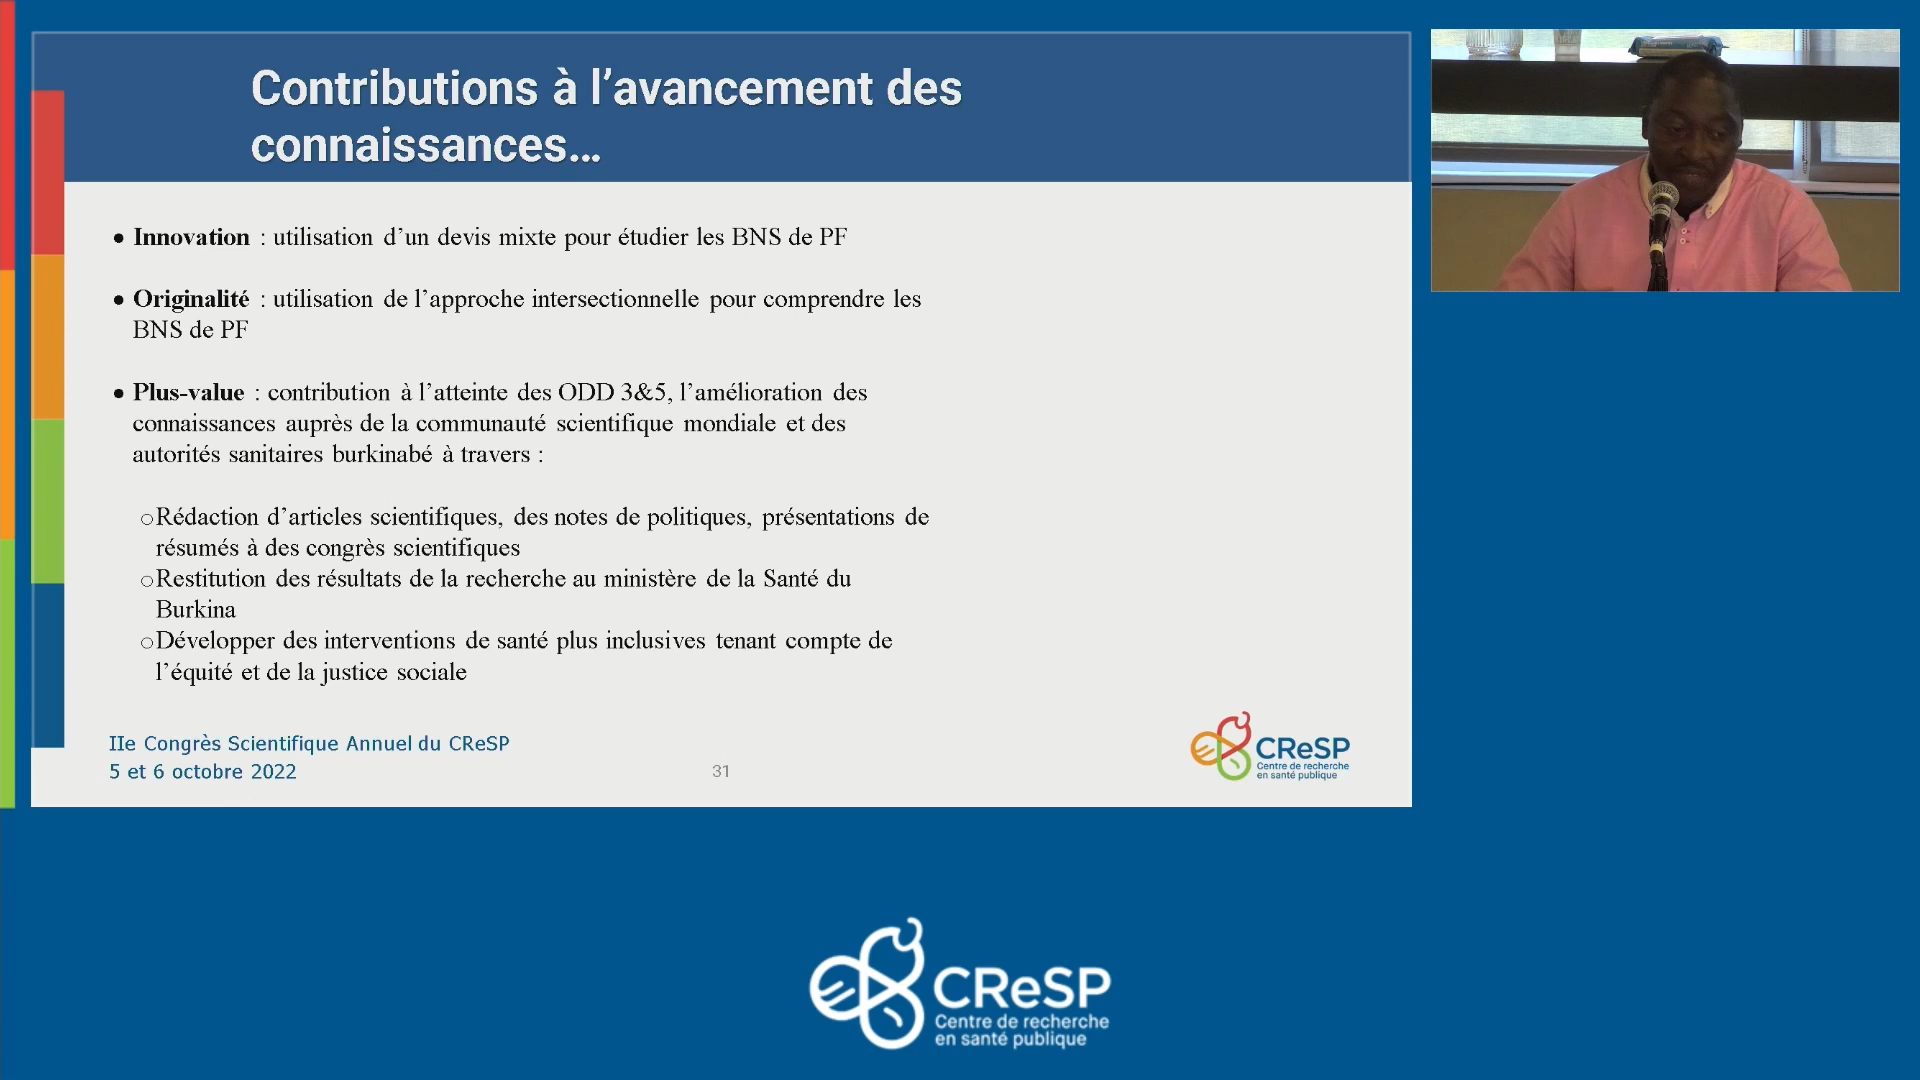 Contributions à l’avancement des
connaissances...
• Innovation : utilisation d’un devis mixte pour étudier les BNS de PF
• Originalité : utilisation de l’approche intersectionnelle pour comprendre les
BNS de PF
• Plus-value : contribution à l’atteinte des ODD 3&5, l’amélioration des
connaissances auprès de la communauté scientifique mondiale et des
autorités sanitaires burkinabé à travers :
○Rédaction d’articles scientifiques, des notes de politiques, présentations de
résumés à des congrès scientifiques
○Restitution des résultats de la recherche au ministère de la Santé du
Burkina
○Développer des interventions de santé plus inclusives tenant compte de
l’équité et de la justice sociale
IIe Congrès Scientifique Annuel du CReSP
5 et 6 octobre 2022
31
CReSP
Centre de recherche
en santé publique
CReSP
Centre de recherche
en santé publique